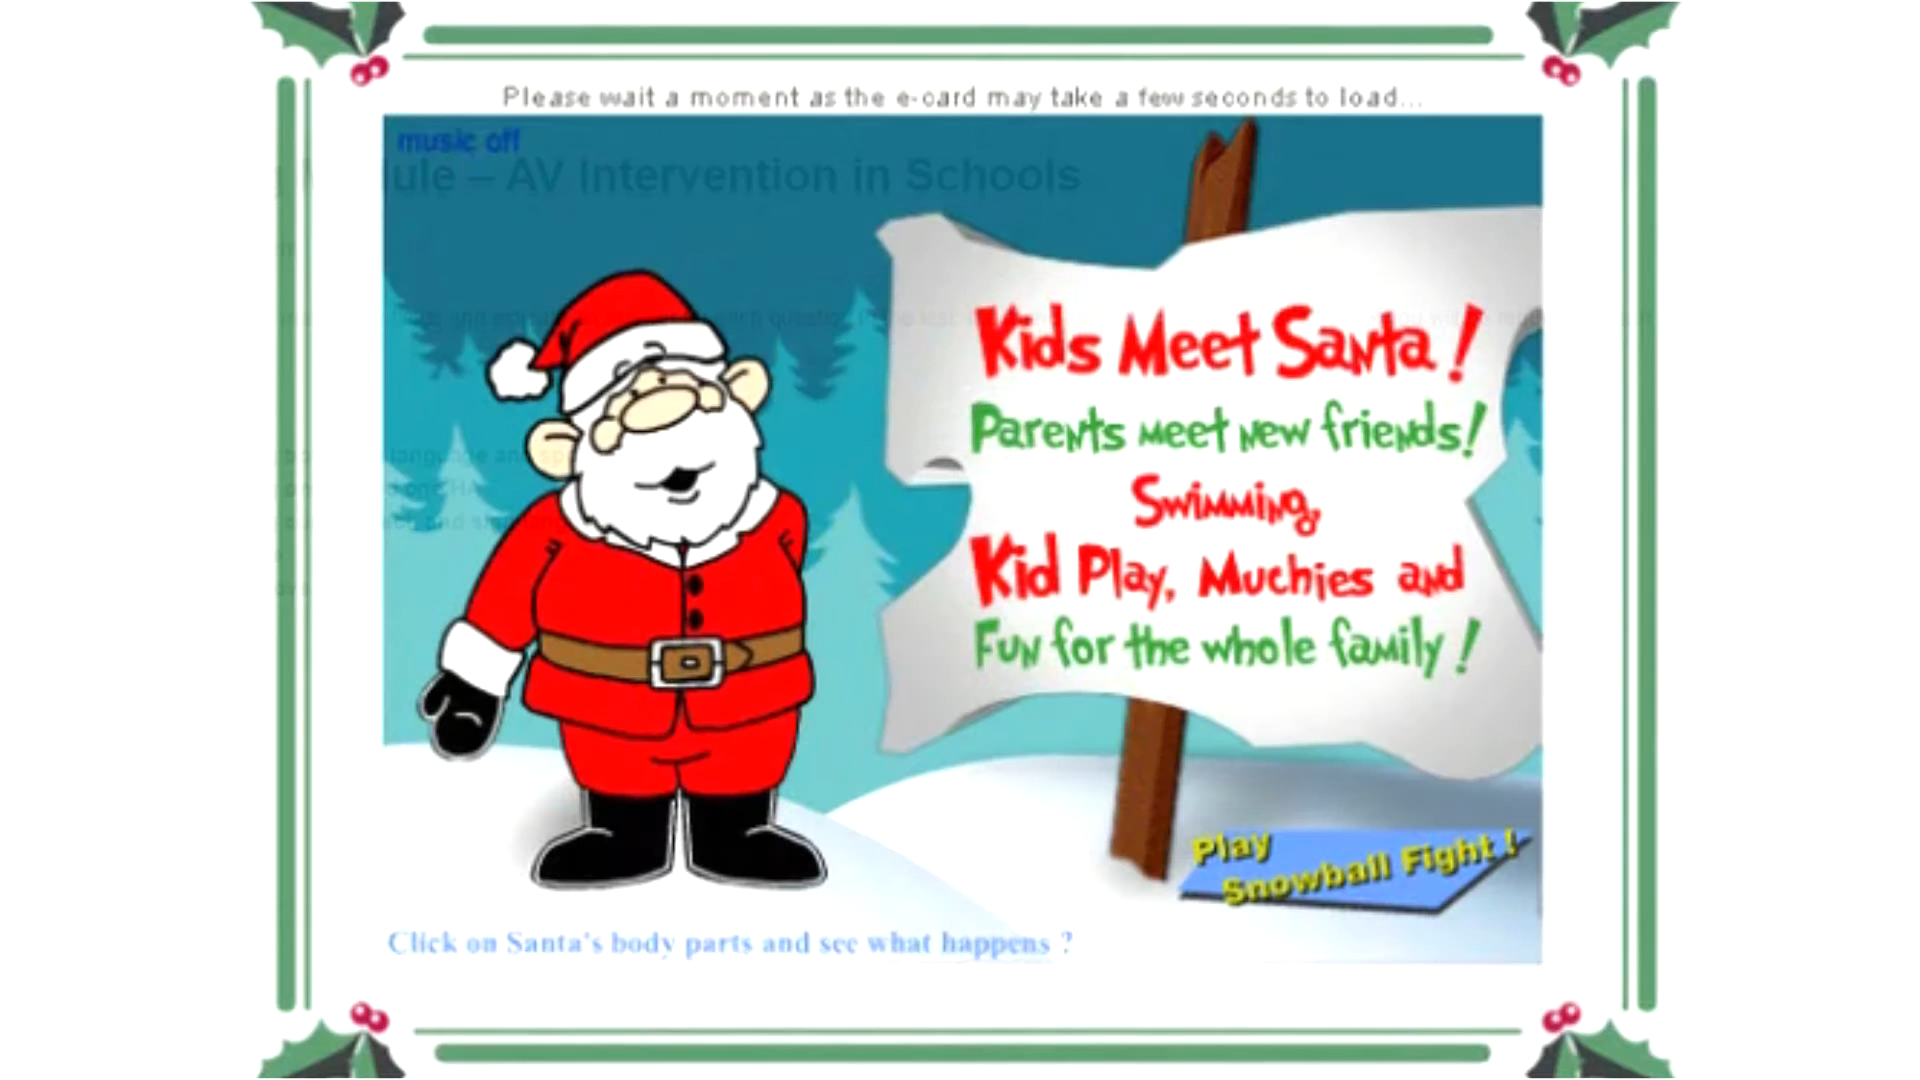 Please wait a moment as the e-card may take a few seconds to load...
music off
ule – AV Intervention in Schools
Kids Meet Santa !
Parents meet new friends!
Swimming,
Kid Play, Muchies and
Fun for the whole family !
Play
Snowball Fight !
Click on Santa's body parts and see what happens ?